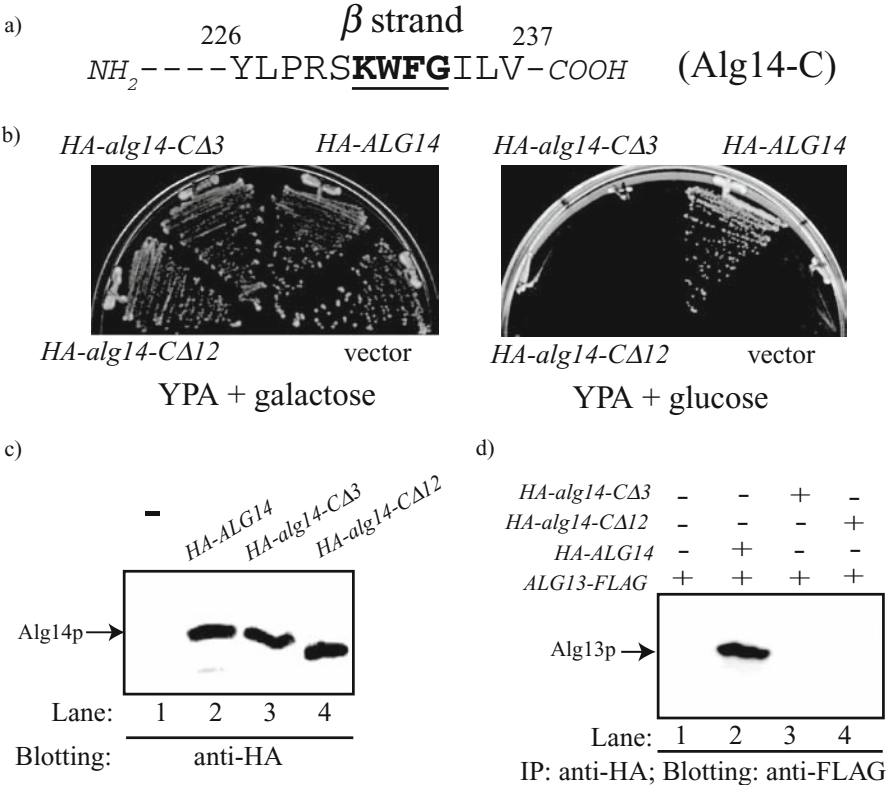 a)
β strand
226 237
NH2----YLPRSKWFGILV-COOH (Alg14-C)
b)
HA-alg14-CΔ3 HA-ALG14
HA-alg14-CΔ12 vector
YPA + galactose
HA-alg14-CΔ3 HA-ALG14
HA-alg14-CΔ12 vector
YPA + glucose
c)
- HA-ALG14 HA-alg14-CΔ3 HA-alg14-CΔ12
Alg14p
Lane: 1 2 3 4
Blotting: anti-HA
d)
HA-alg14-CΔ3 - - + -
HA-alg14-CΔ12 - - - +
HA-ALG14 - + - -
ALG13-FLAG + + + +
Alg13p
Lane: 1 2 3 4
IP: anti-HA; Blotting: anti-FLAG